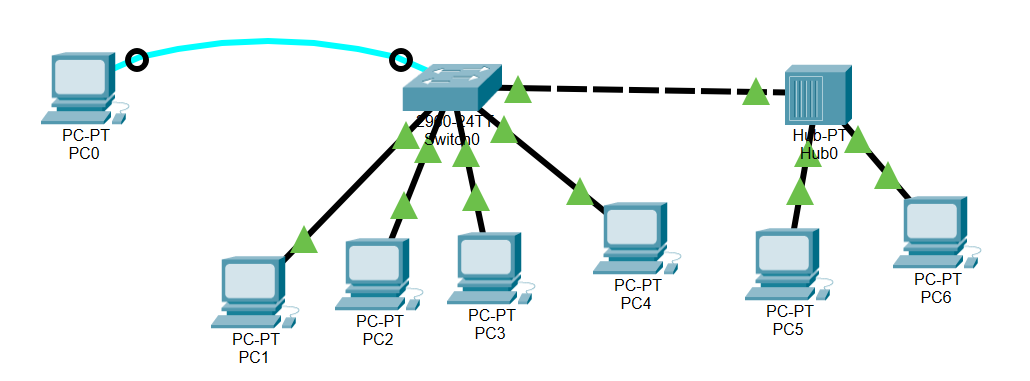 PC-PT
PC0
2960-24TT
Switch0
Hub-PT
Hub0
PC-PT
PC1
PC-PT
PC2
PC-PT
PC3
PC-PT
PC4
PC-PT
PC5
PC-PT
PC6